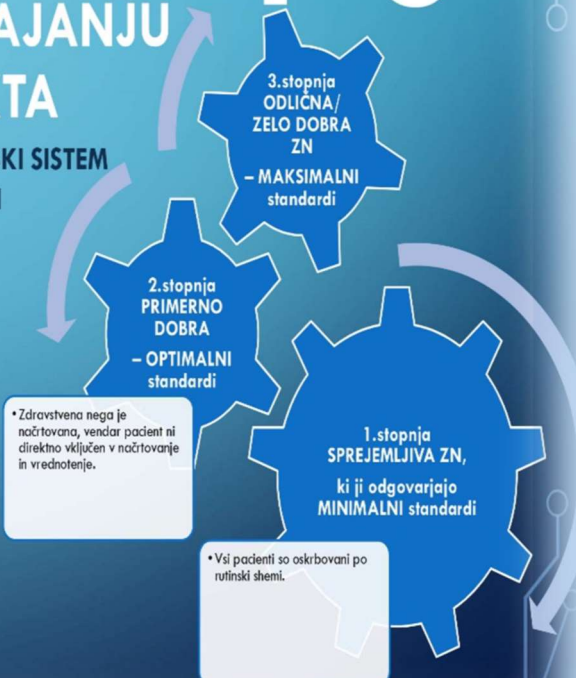 AJANJU
TA
KI SISTEM
3.stopnja
ODLIČNA/
ZELO DOBRA
ZN
– MAKSIMALNI
standardi
2.stopnja
PRIMERNO
DOBRA
– OPTIMALNI
standardi
• Zdravstvena nega je
načrtovana, vendar pacient ni
direktno vključen v načrtovanje
in vrednotenje.
1.stopnja
SPREJEMLJIVA ZN,
ki ji odgovarjajo
MINIMALNI standardi
• Vsi pacienti so oskrbovani po
rutinski shemi.